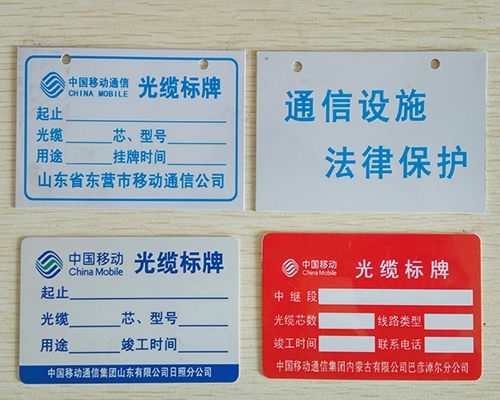 中国移动通信 光缆标牌
CHINA MOBILE
起止
光缆 芯、型号
用途 挂牌时间
山东省东营市移动通信公司
通信设施
法律保护
中国移动 光缆标牌
China Mobile
起止
光缆 芯、型号
用途 竣工时间
中国移动通信集团山东有限公司日照分公司
中国移动 光缆标牌
China Mobile
中继段
光缆芯数 线路类型
竣工时间 联系电话
中国移动通信集团内蒙古有限公司巴彦淖尔分公司